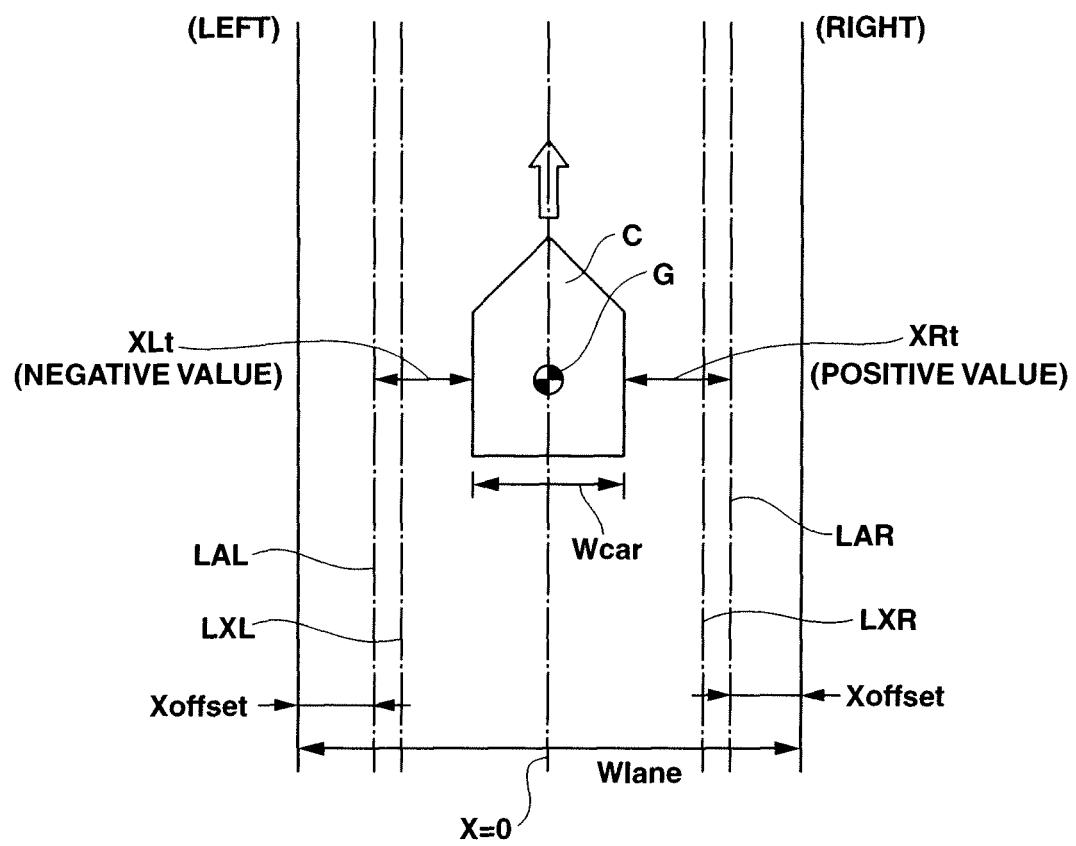 (LEFT)
(RIGHT)
C
G
XLt
(NEGATIVE VALUE)
XRt
(POSITIVE VALUE)
Wcar
LAR
LAL
LXL
LXR
Xoffset
Xoffset
Wlane
X=0